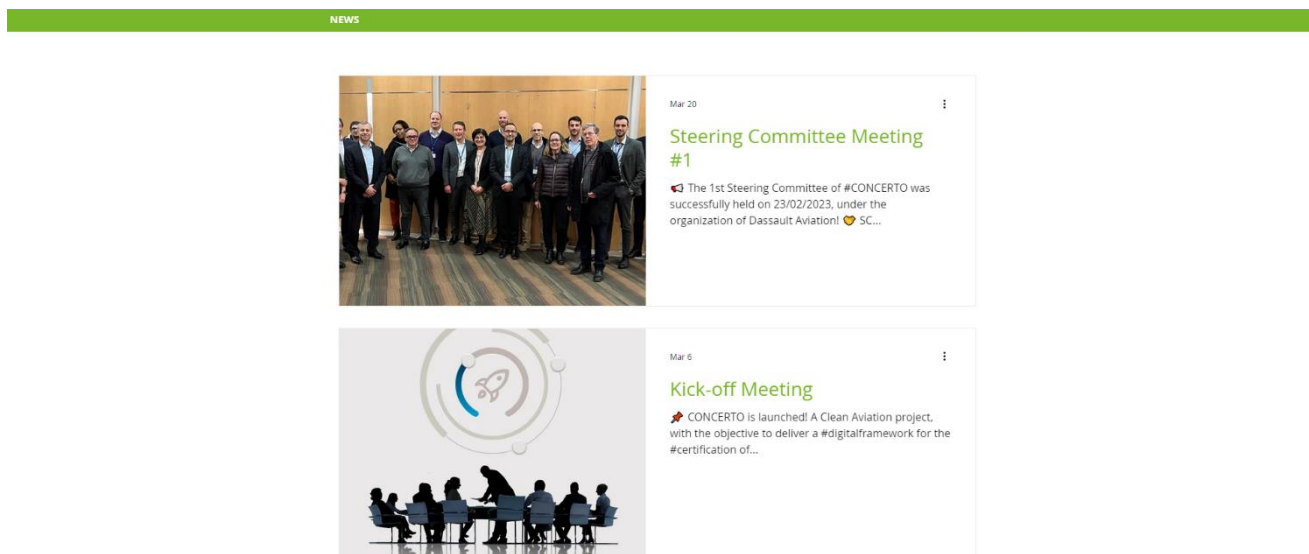 NEWS
Mar 20
Steering Committee Meeting
#1
📢 The 1st Steering Committee of #CONCERTO was
successfully held on 23/02/2023, under the
organization of Dassault Aviation! 🤝 SC...
Mar 6
Kick-off Meeting
📌 CONCERTO is launched! A Clean Aviation project,
with the objective to deliver a #digitalframework for the
#certification of...